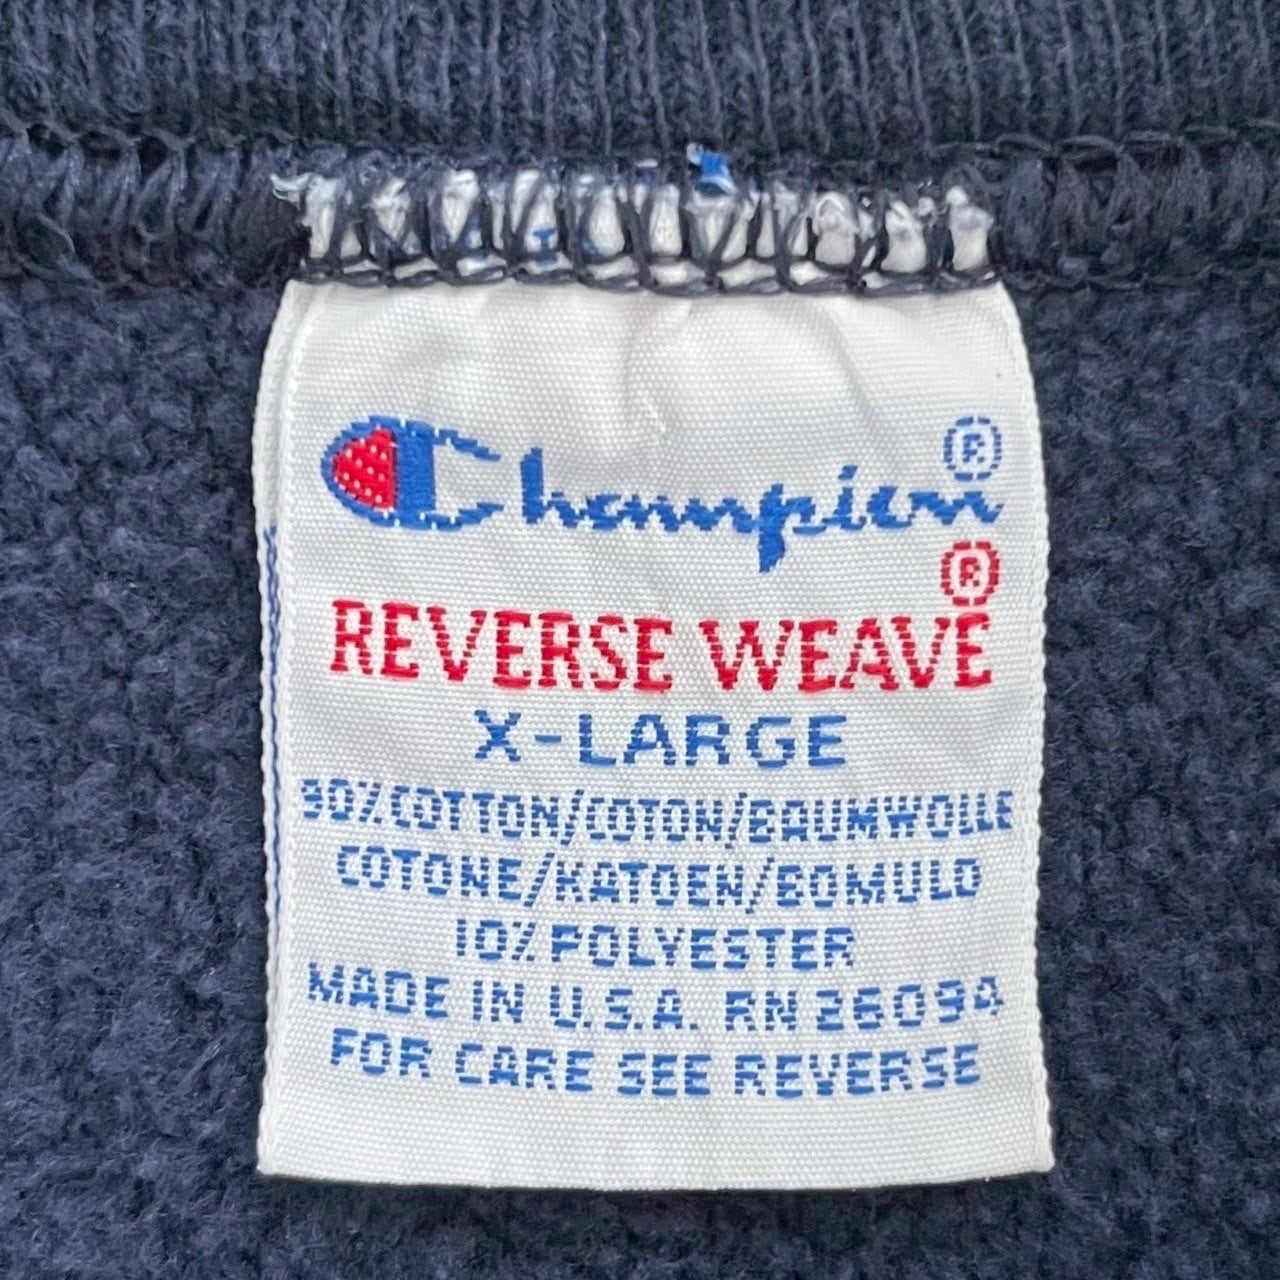 Champion®
REVERSE WEAVE®
X-LARGE
90% COTTON/COTON/BAUMWOLLE
COTONE/KATOEN/BOMULD
10% POLYESTER
MADE IN U.S.A. RN 26094
FOR CARE SEE REVERSE